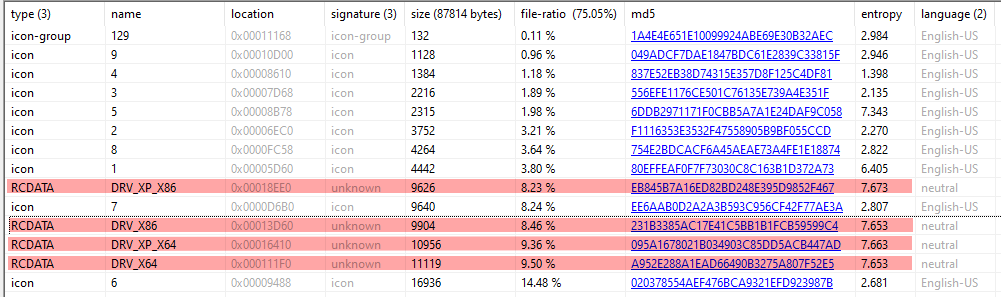 type (3) name location signature (3) size (87814 bytes) file-ratio (75.05%) md5 entropy language (2)
icon-group 129 0x00011168 icon-group 132 0.11 % 1A4E4E651E10099924ABE69E30B32AEC 2.984 English-US
icon 9 0x00010D00 icon 1128 0.96 % 049ADCF7DAE1847BDC61E2839C33815F 2.946 English-US
icon 4 0x00008610 icon 1384 1.18 % 837E52EB38D74315E357D8F125C4DF81 1.398 English-US
icon 3 0x00007D68 icon 2216 1.89 % 556EFE1176CE501C76135E739A4E351F 2.135 English-US
icon 5 0x00008B78 icon 2315 1.98 % 6DDB2971171F0CBB5A7A1E24DAF9C058 7.343 English-US
icon 2 0x00006EC0 icon 3752 3.21 % F1116353E3532F47558905B9BF055CCD 2.270 English-US
icon 8 0x0000FC58 icon 4264 3.64 % 754E2BDCACF6A45AEAE73A4FE1E18874 2.822 English-US
icon 1 0x00005D60 icon 4442 3.80 % 80EFFEAF0F7F73030C8C163B1D372A73 6.405 English-US
RCDATA DRV_XP_X86 0x00018EE0 unknown 9626 8.23 % EB845B7A16ED82BD248E395D9852F467 7.673 neutral
icon 7 0x0000D6B0 icon 9640 8.24 % EE6AAB0D2A2A3B593C956CF42F77AE3A 2.807 English-US
RCDATA DRV_X86 0x00013D60 unknown 9904 8.46 % 231B3385AC17E41C5BB1B1FCB59599C4 7.653 neutral
RCDATA DRV_XP_X64 0x00016410 unknown 10956 9.36 % 095A1678021B034903C85DD5ACB447AD 7.663 neutral
RCDATA DRV_X64 0x000111F0 unknown 11119 9.50 % A952E288A1EAD66490B3275A807F52E5 7.653 neutral
icon 6 0x00009488 icon 16936 14.48 % 020378554AEF476BCA9321EFD923987B 2.681 English-US